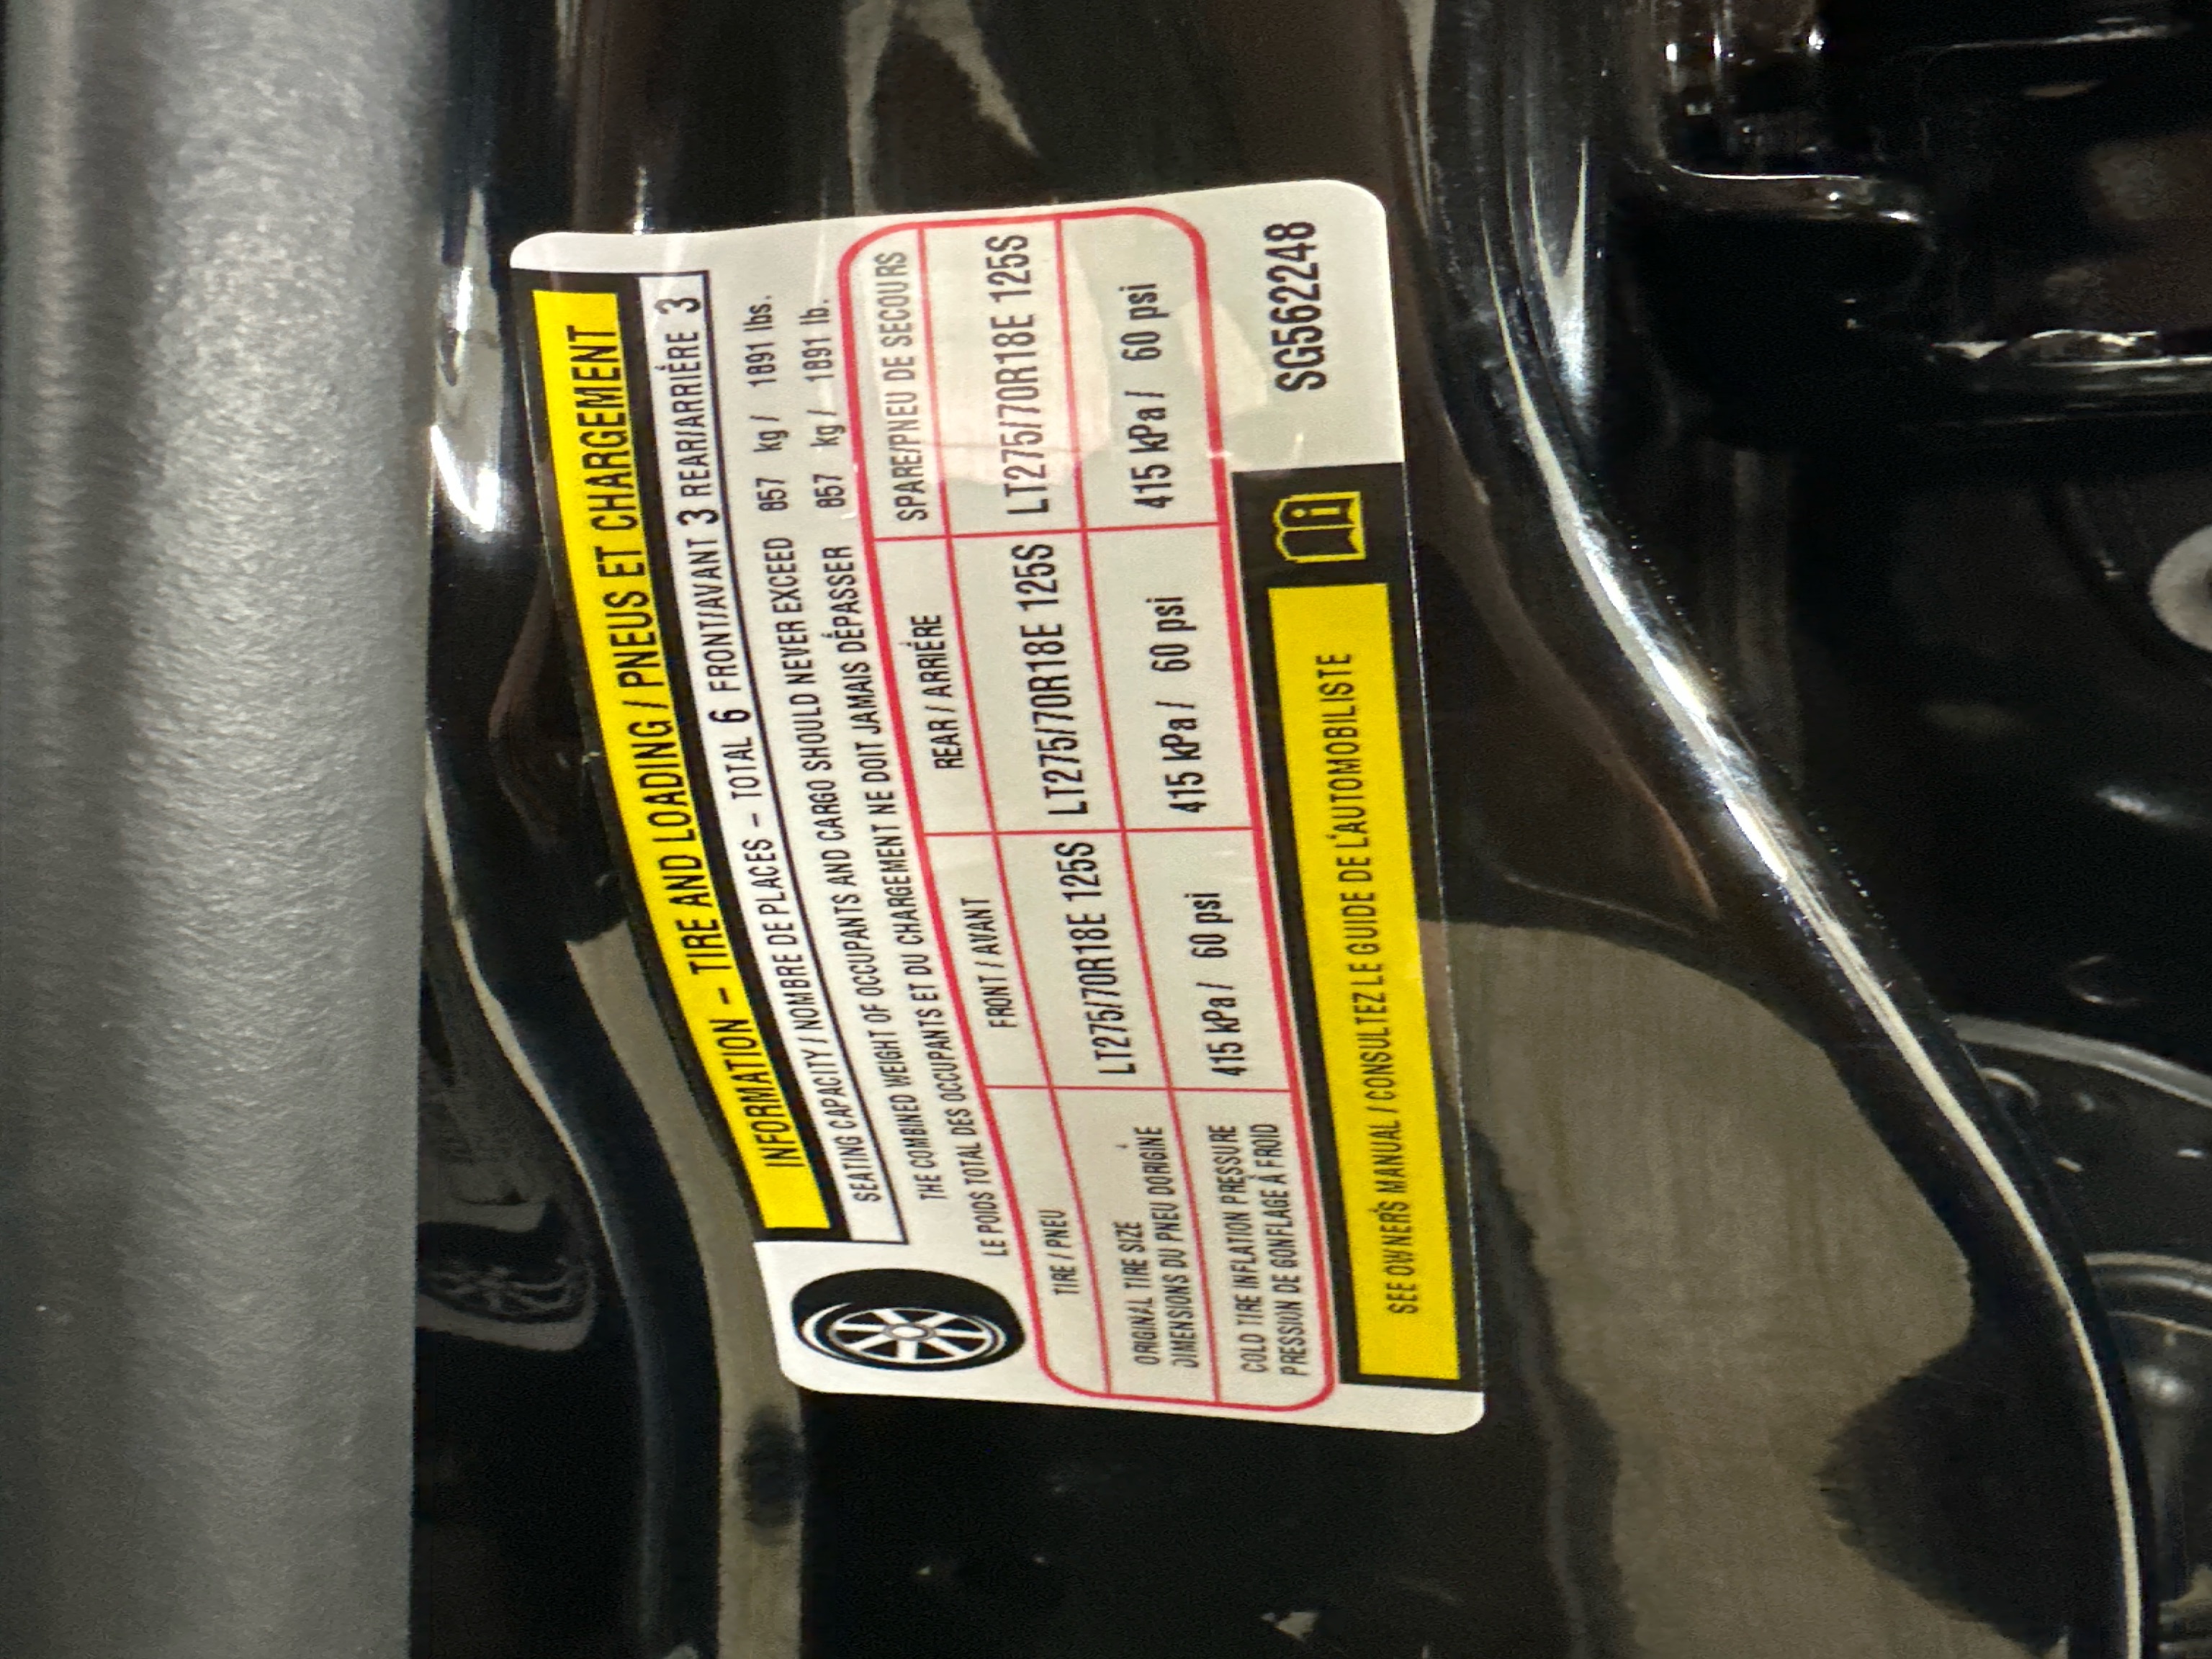 INFORMATION – TIRE AND LOADING / PNEUS ET CHARGEMENT
SEATING CAPACITY / NOMBRE DE PLACES – TOTAL 6 FRONT/AVANT 3 REAR/ARRIÉRE 3
THE COMBINED WEIGHT OF OCCUPANTS AND CARGO SHOULD NEVER EXCEED 857 kg / 1891 lbs.
LE POIDS TOTAL DES OCCUPANTS ET DU CHARGEMENT NE DOIT JAMAIS DÉPASSER 857 kg / 1891 lb.
TIRE / PNEU FRONT / AVANT REAR / ARRIÉRE SPARE/PNEU DE SECOURS
ORIGINAL TIRE SIZE
DIMENSIONS DU PNEU D'ORIGINE
LT275/70R18E 125S LT275/70R18E 125S LT275/70R18E 125S
COLD TIRE INFLATION PRESSURE
PRESSION DE GONFLAGE À FROID
415 kPa / 60 psi 415 kPa / 60 psi 415 kPa / 60 psi
SEE OWNER'S MANUAL / CONSULTEZ LE GUIDE DE L'AUTOMOBILISTE
SG562248